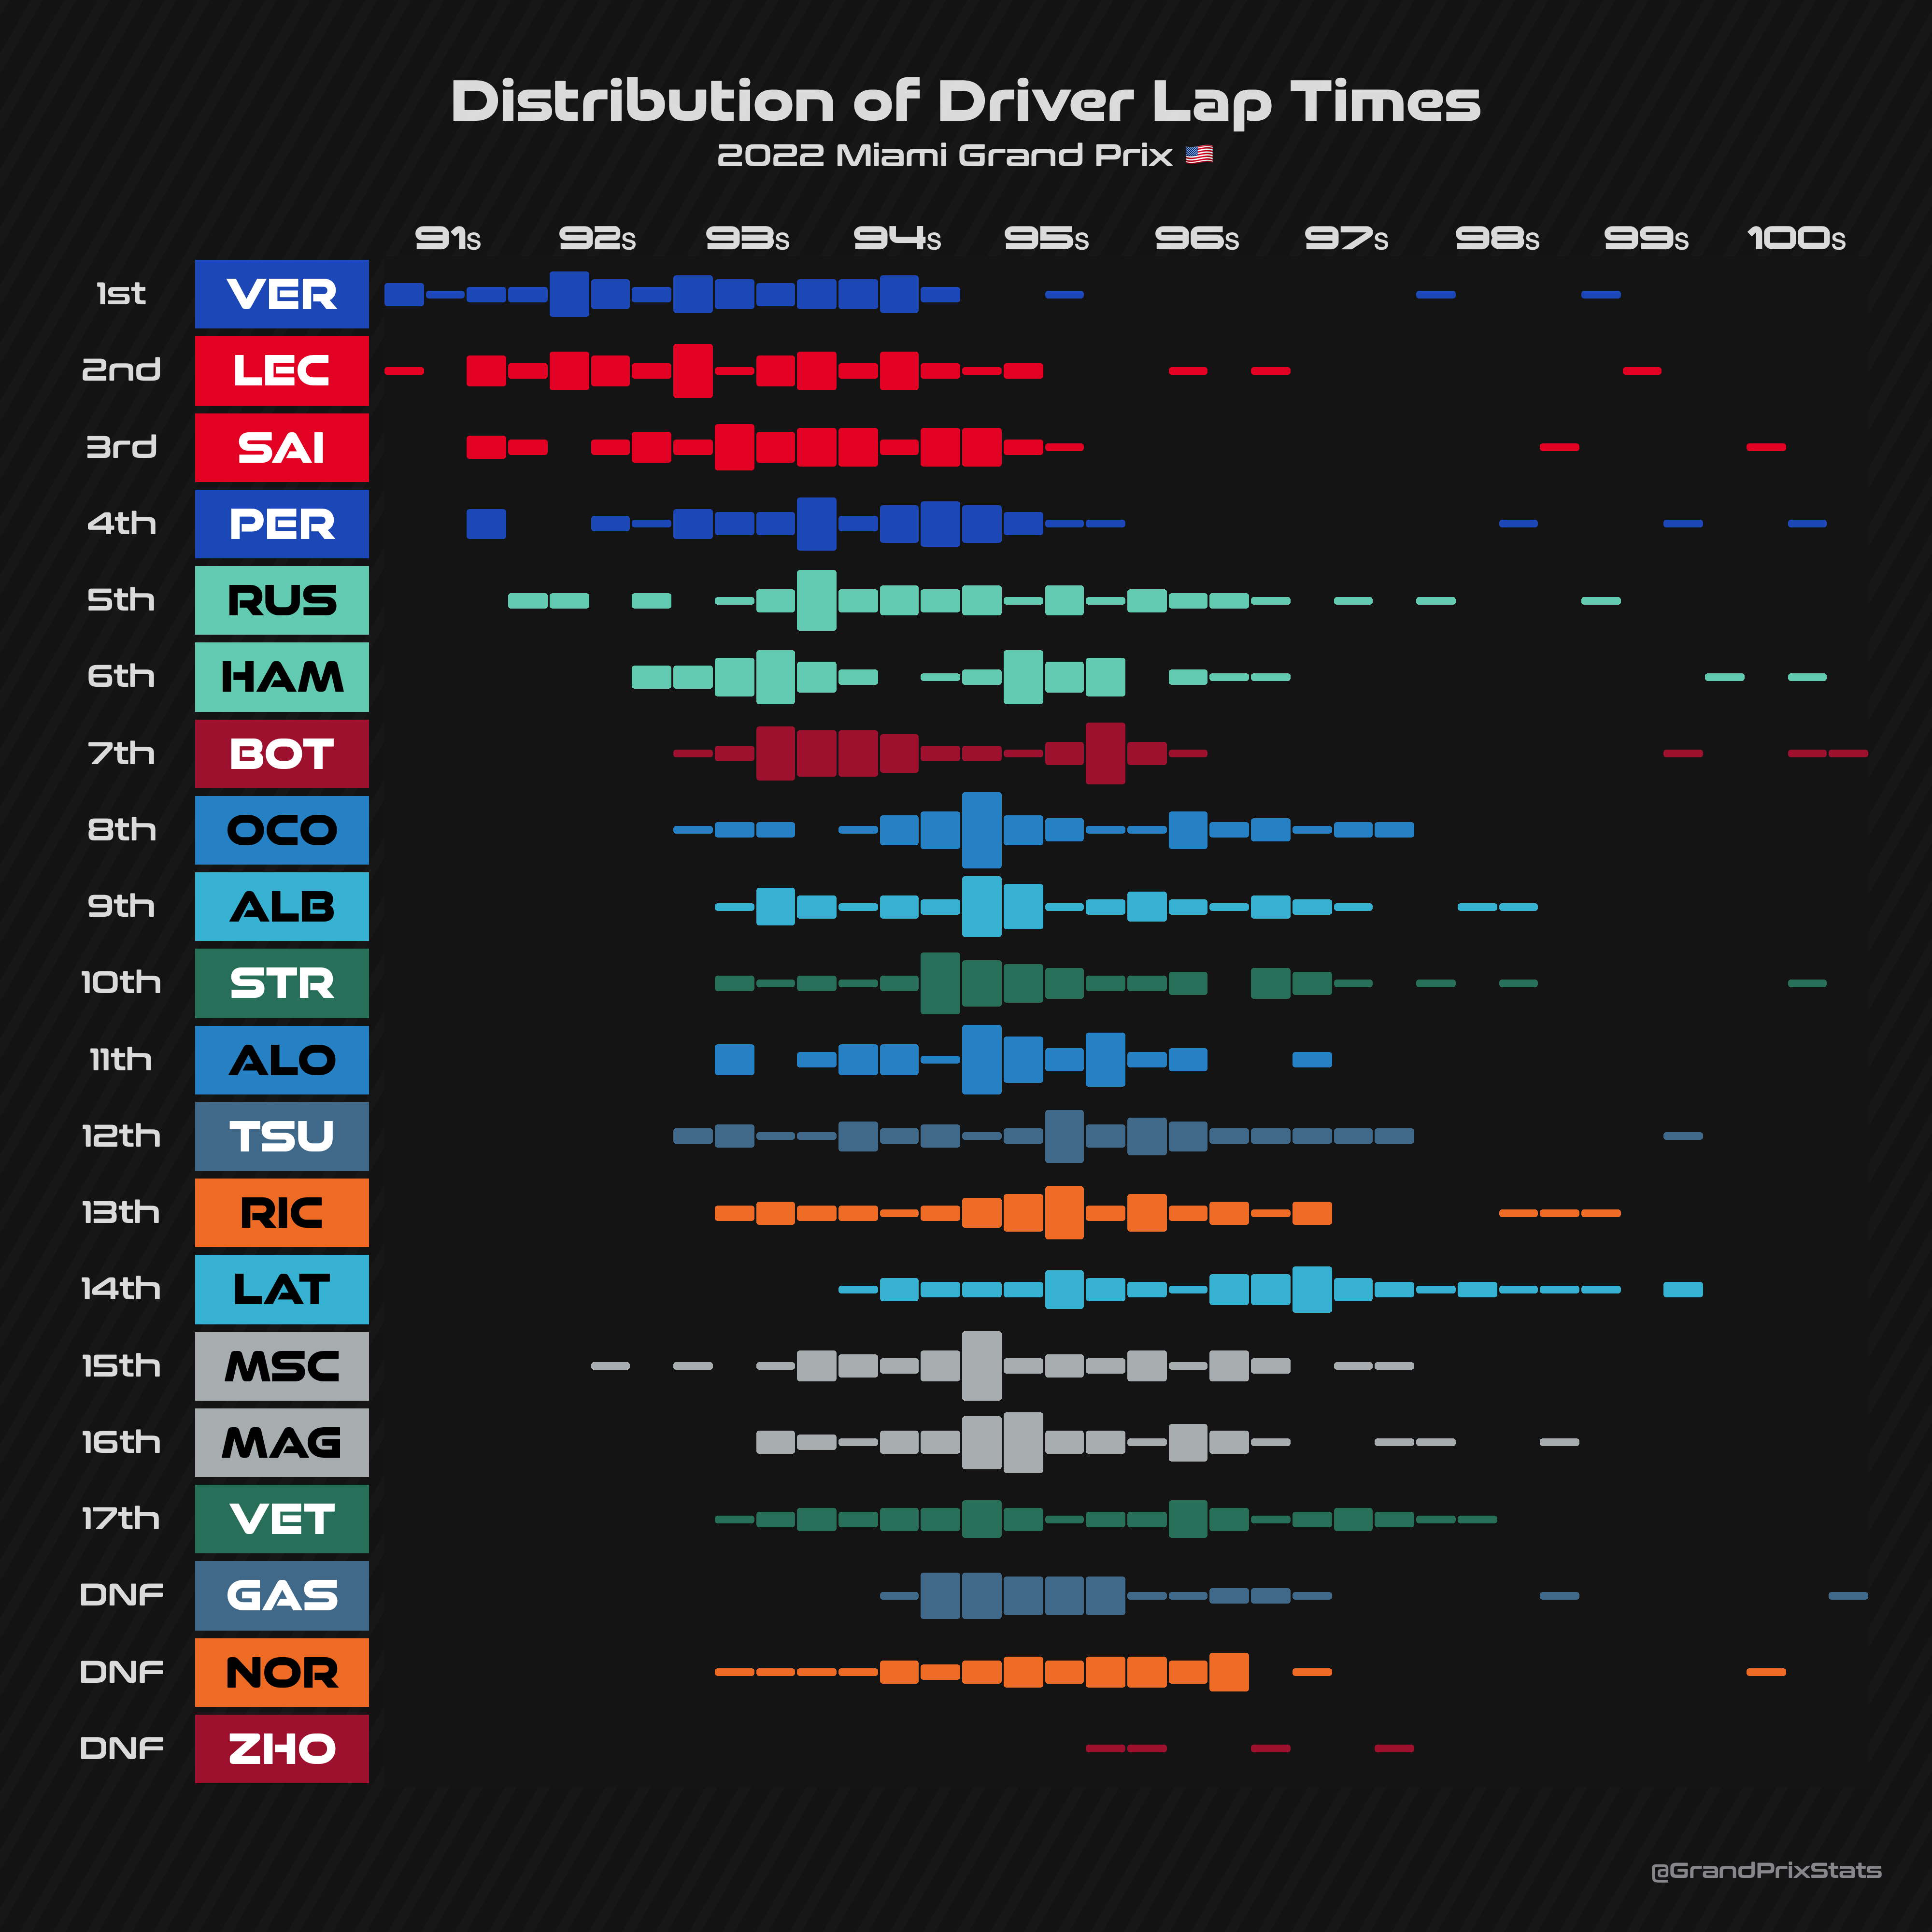 Distribution of Driver Lap Times
2022 Miami Grand Prix 🇺🇸
91s 92s 93s 94s 95s 96s 97s 98s 99s 100s
1st VER
2nd LEC
3rd SAI
4th PER
5th RUS
6th HAM
7th BOT
8th OCO
9th ALB
10th STR
11th ALO
12th TSU
13th RIC
14th LAT
15th MSC
16th MAG
17th VET
DNF GAS
DNF NOR
DNF ZHO
@GrandPrixStats